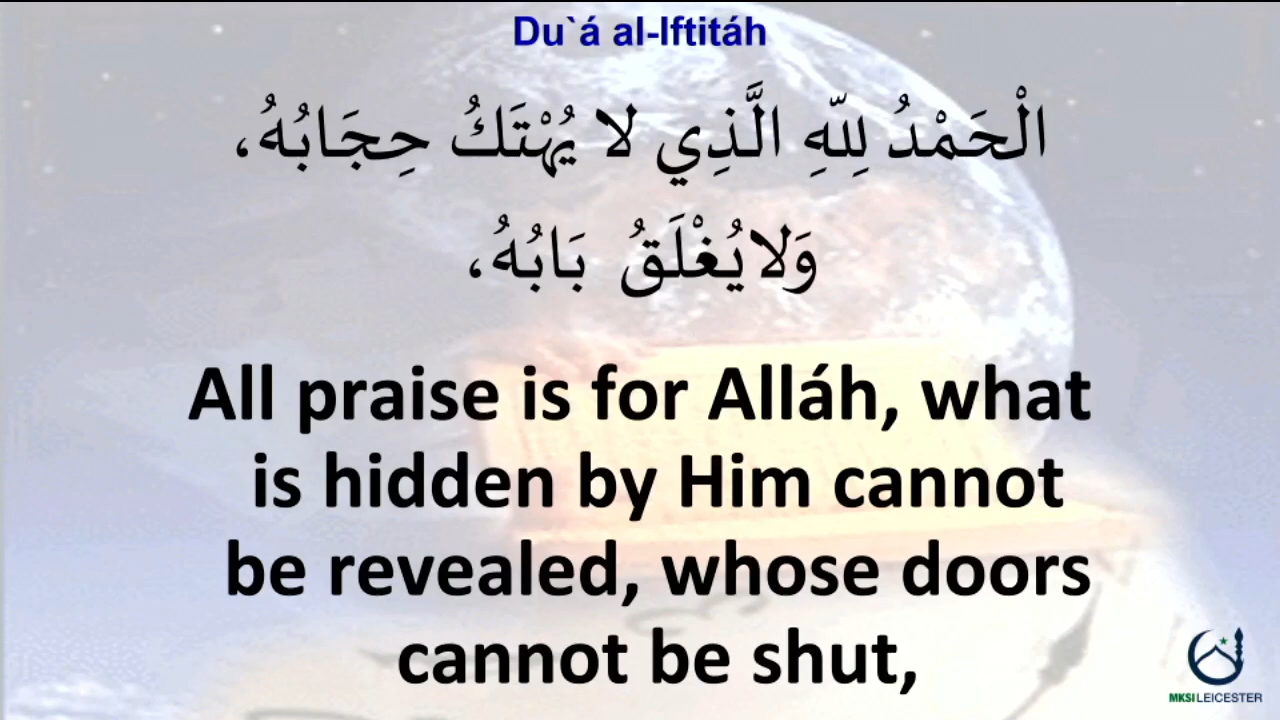 Du`á al-Iftitáh
الْحَمْدُ لِلّهِ الَّذِي لا يُهْتَكُ حِجَابُهُ،
وَلايُغْلَقُ بَابُهُ،
All praise is for Alláh, what
is hidden by Him cannot
be revealed, whose doors
cannot be shut,
MKSI LEICESTER